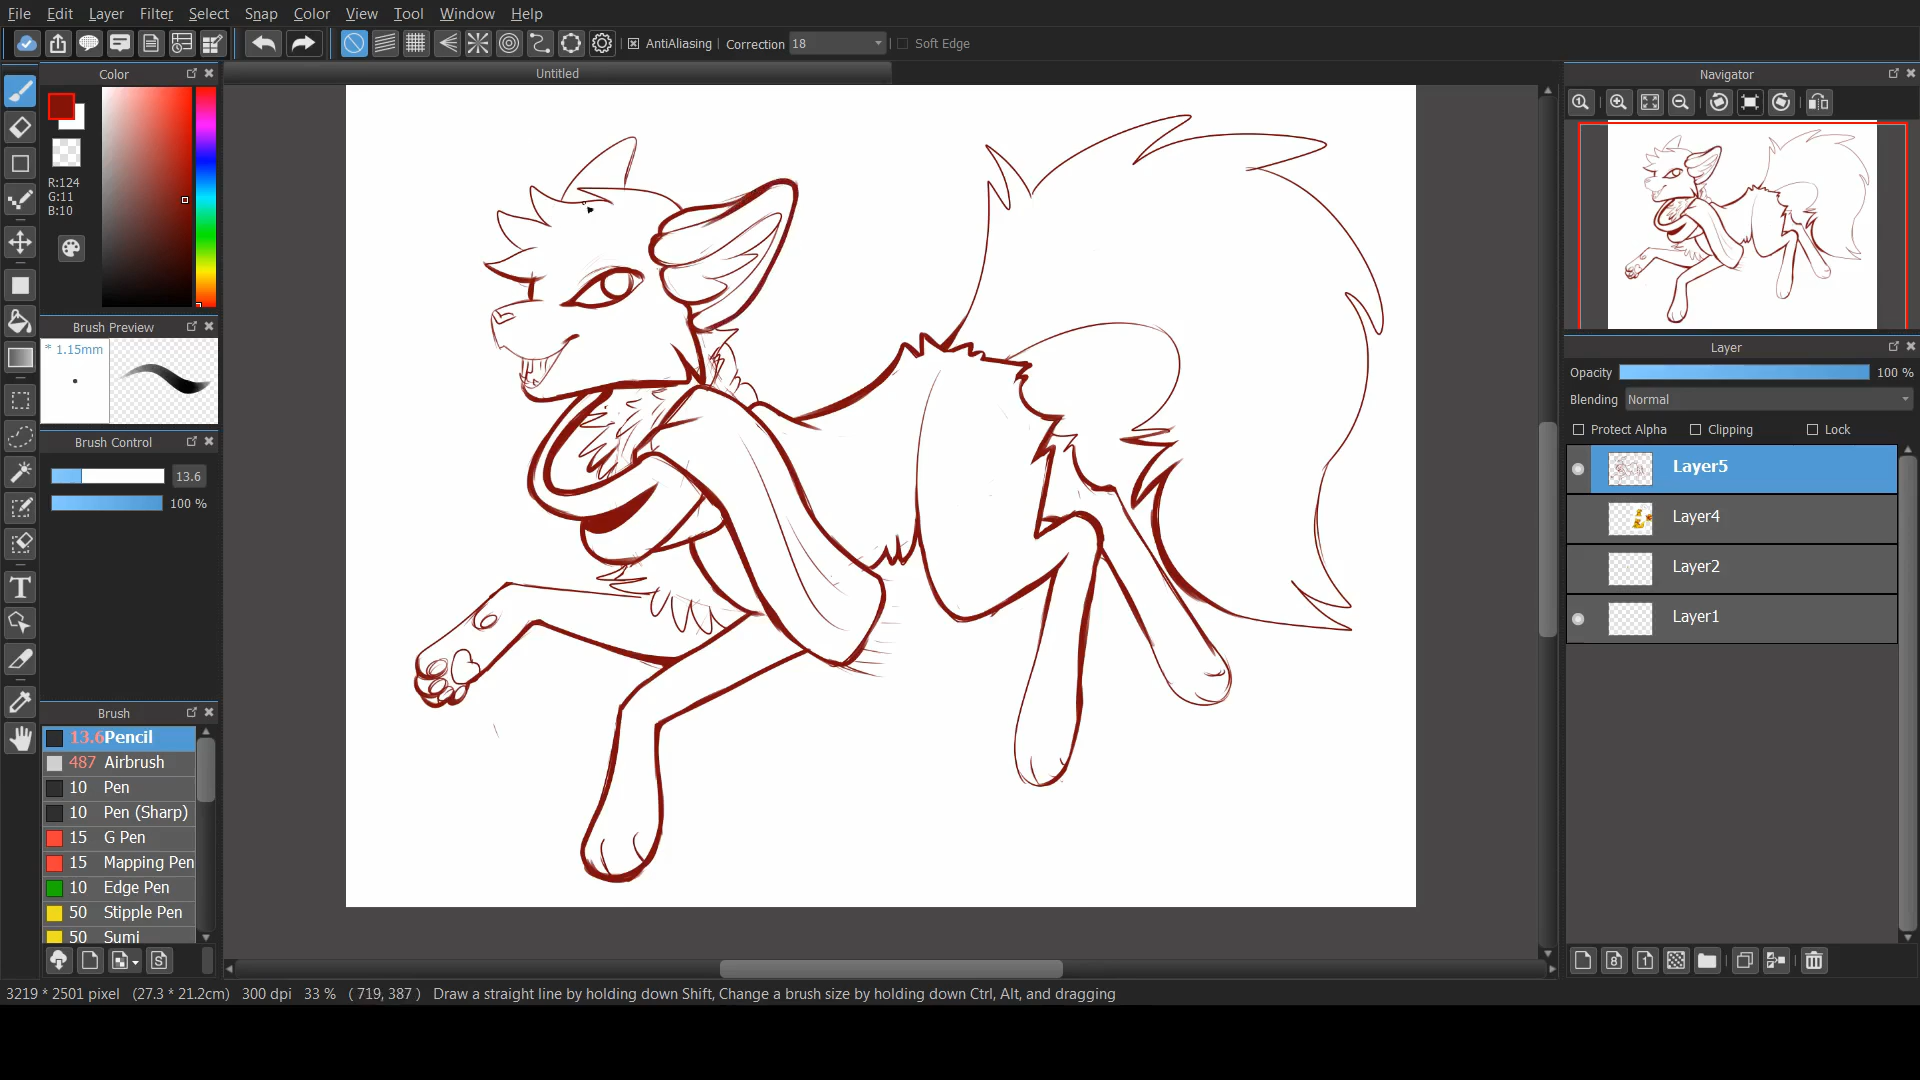 File Edit Layer Filter Select Snap Color View Tool Window Help
AntiAliasing Correction 18 Soft Edge
Color
Untitled
Navigator
R:124
G:11
B:10
Brush Preview
* 1.15mm
Brush Control
13.6
100 %
Layer
Opacity 100 %
Blending Normal
Protect Alpha Clipping Lock
Layer5
Layer4
Layer2
Layer1
Brush
13.6 Pencil
487 Airbrush
10 Pen
10 Pen (Sharp)
15 G Pen
15 Mapping Pen
10 Edge Pen
50 Stipple Pen
50 Sumi
3219 * 2501 pixel (27.3 * 21.2cm) 300 dpi 33 % ( 719, 387 ) Draw a straight line by holding down Shift, Change a brush size by holding down Ctrl, Alt, and dragging